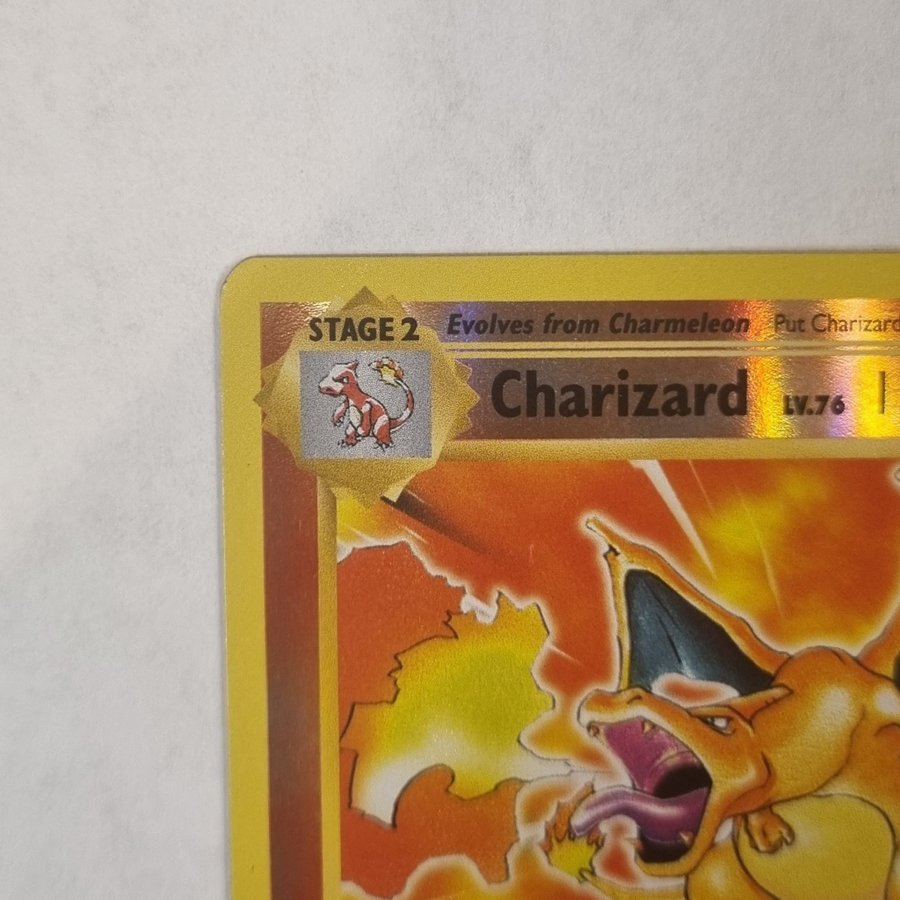 STAGE 2 Evolves from Charmeleon Put Charizard
Charizard LV.76